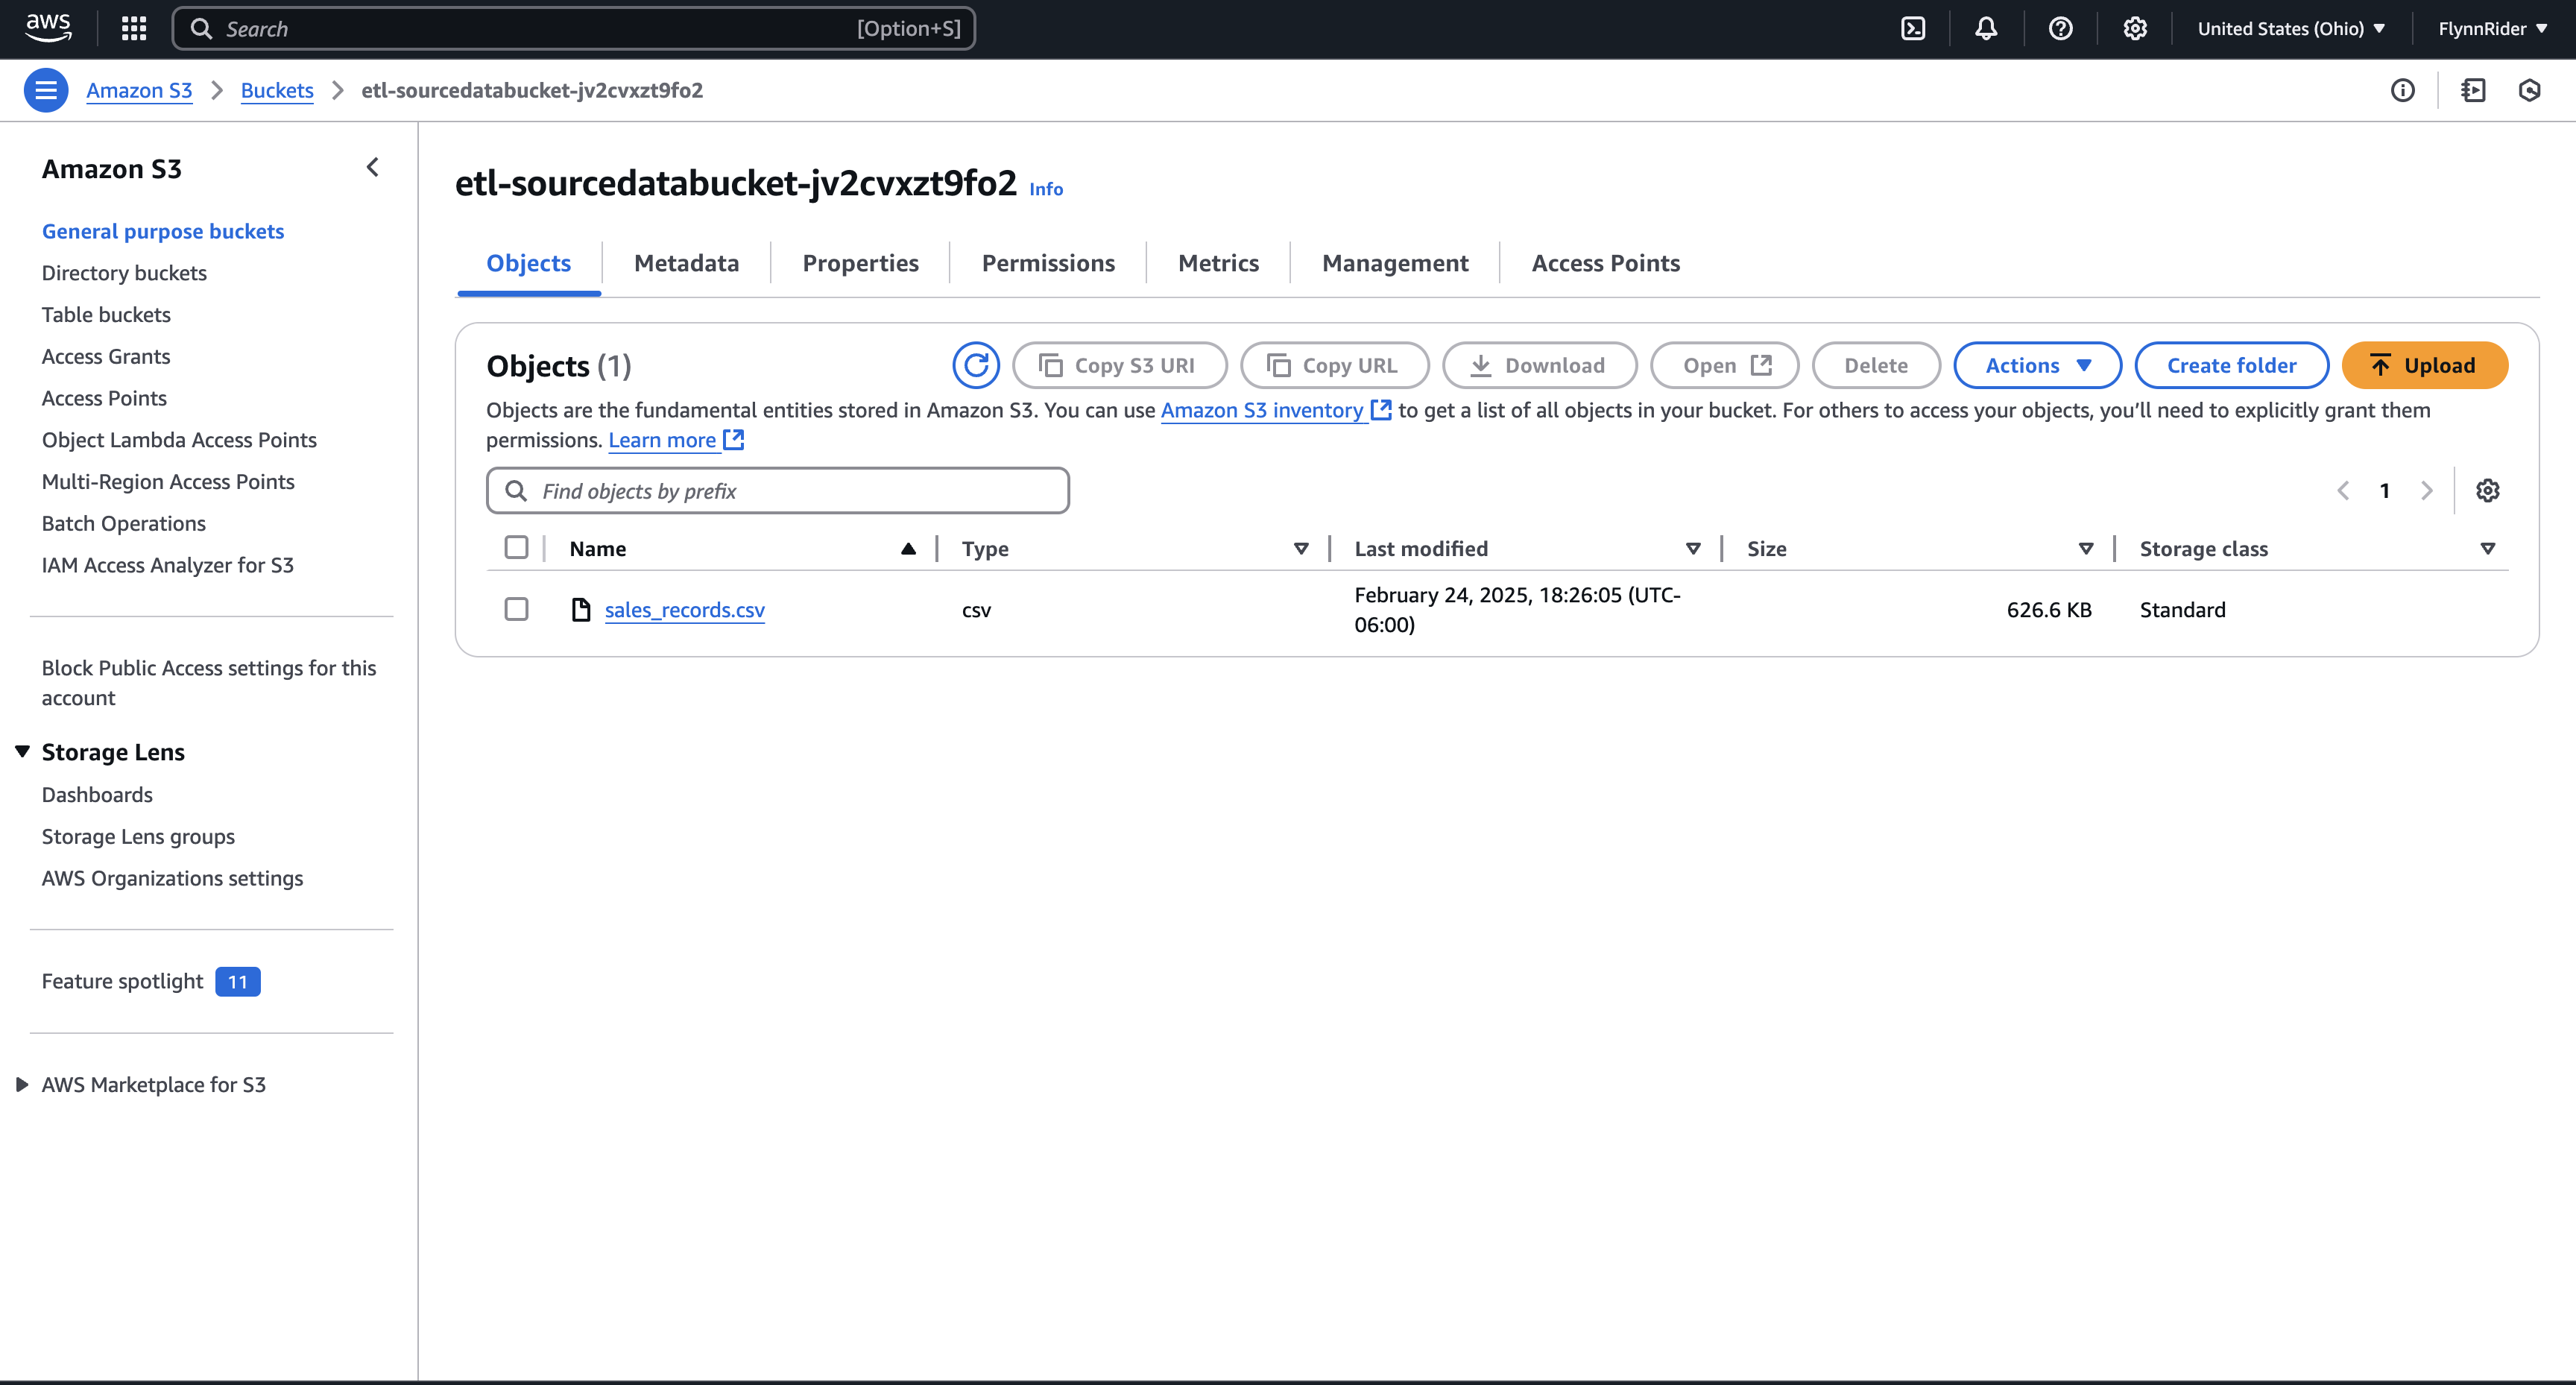 aws
Search
[Option+S]
United States (Ohio)
FlynnRider
Amazon S3
Buckets
etl-sourcedatabucket-jv2cvxzt9fo2
Amazon S3
General purpose buckets
Directory buckets
Table buckets
Access Grants
Access Points
Object Lambda Access Points
Multi-Region Access Points
Batch Operations
IAM Access Analyzer for S3
Block Public Access settings for this
account
Storage Lens
Dashboards
Storage Lens groups
AWS Organizations settings
Feature spotlight 11
AWS Marketplace for S3
etl-sourcedatabucket-jv2cvxzt9fo2 Info
Objects
Metadata
Properties
Permissions
Metrics
Management
Access Points
Objects (1)
Copy S3 URI
Copy URL
Download
Open
Delete
Actions
Create folder
Upload
Objects are the fundamental entities stored in Amazon S3. You can use Amazon S3 inventory to get a list of all objects in your bucket. For others to access your objects, you’ll need to explicitly grant them
permissions. Learn more
Find objects by prefix
1
Name
Type
Last modified
Size
Storage class
sales_records.csv
csv
February 24, 2025, 18:26:05 (UTC-
06:00)
626.6 KB
Standard